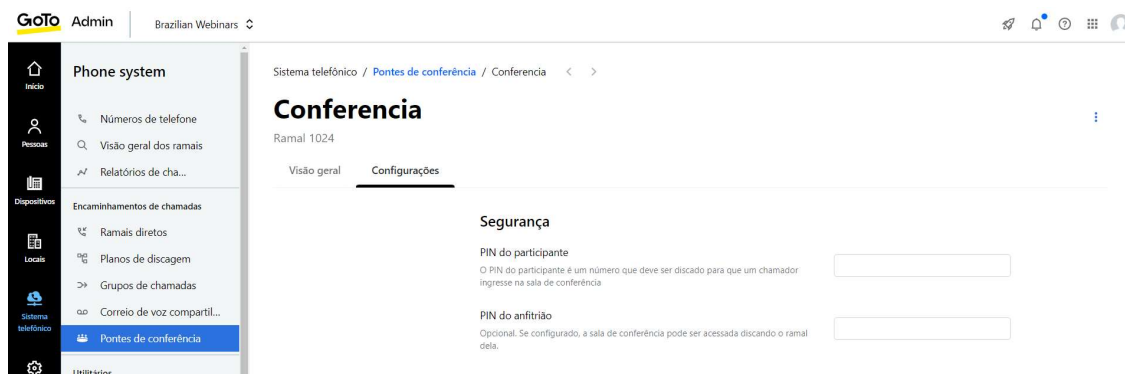 GoTo Admin Brazilian Webinars
Início
Pessoas
Dispositivos
Locais
Sistema
telefônico
Phone system
Números de telefone
Visão geral dos ramais
Relatórios de cha...
Encaminhamentos de chamadas
Ramais diretos
Planos de discagem
Grupos de chamadas
Correio de voz compartil...
Pontes de conferência
Utilitários
Sistema telefônico / Pontes de conferência / Conferencia < >
Conferencia
Ramal 1024
Visão geral Configurações
Segurança
PIN do participante
O PIN do participante é um número que deve ser discado para que um chamador
ingresse na sala de conferência
PIN do anfitrião
Opcional. Se configurado, a sala de conferência pode ser acessada discando o ramal
dela.